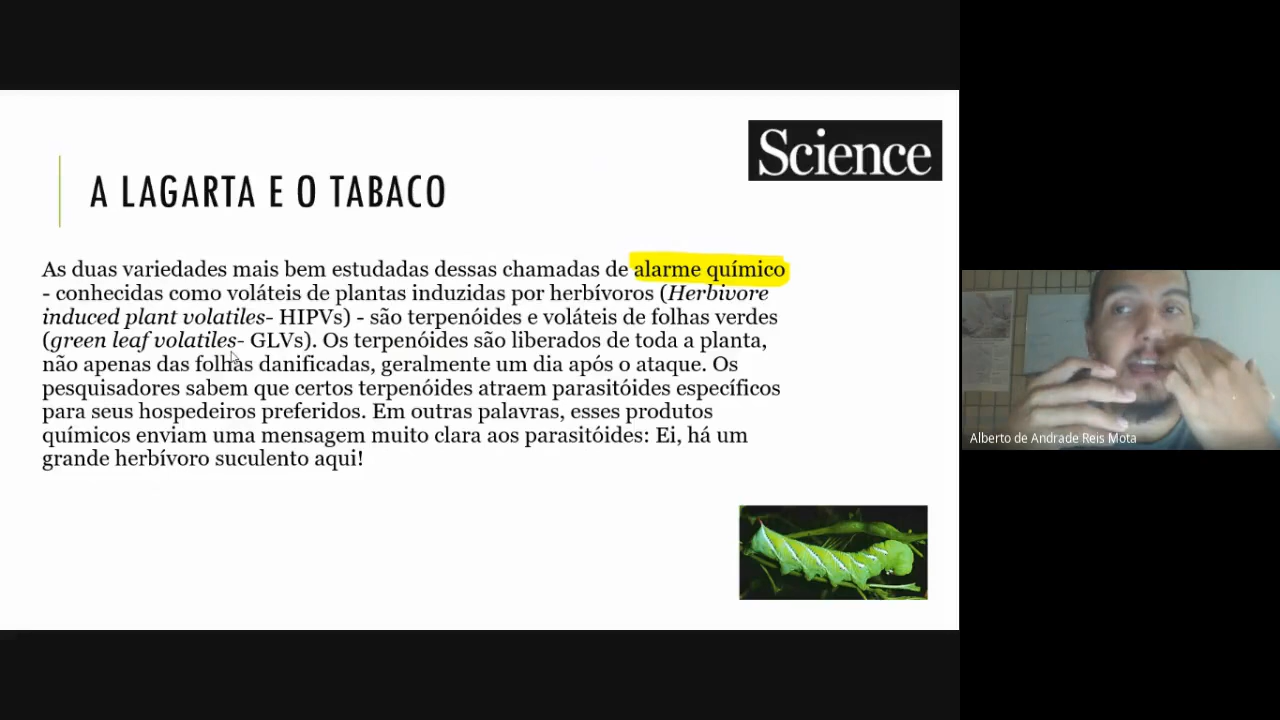 Science
A LAGARTA E O TABACO
As duas variedades mais bem estudadas dessas chamadas de alarme químico
- conhecidas como voláteis de plantas induzidas por herbívoros (Herbivore
induced plant volatiles- HIPVs) - são terpenóides e voláteis de folhas verdes
(green leaf volatiles- GLVs). Os terpenóides são liberados de toda a planta,
não apenas das folhas danificadas, geralmente um dia após o ataque. Os
pesquisadores sabem que certos terpenóides atraem parasitóides específicos
para seus hospedeiros preferidos. Em outras palavras, esses produtos
químicos enviam uma mensagem muito clara aos parasitóides: Ei, há um
grande herbívoro suculento aqui!
Alberto de Andrade Reis Mota